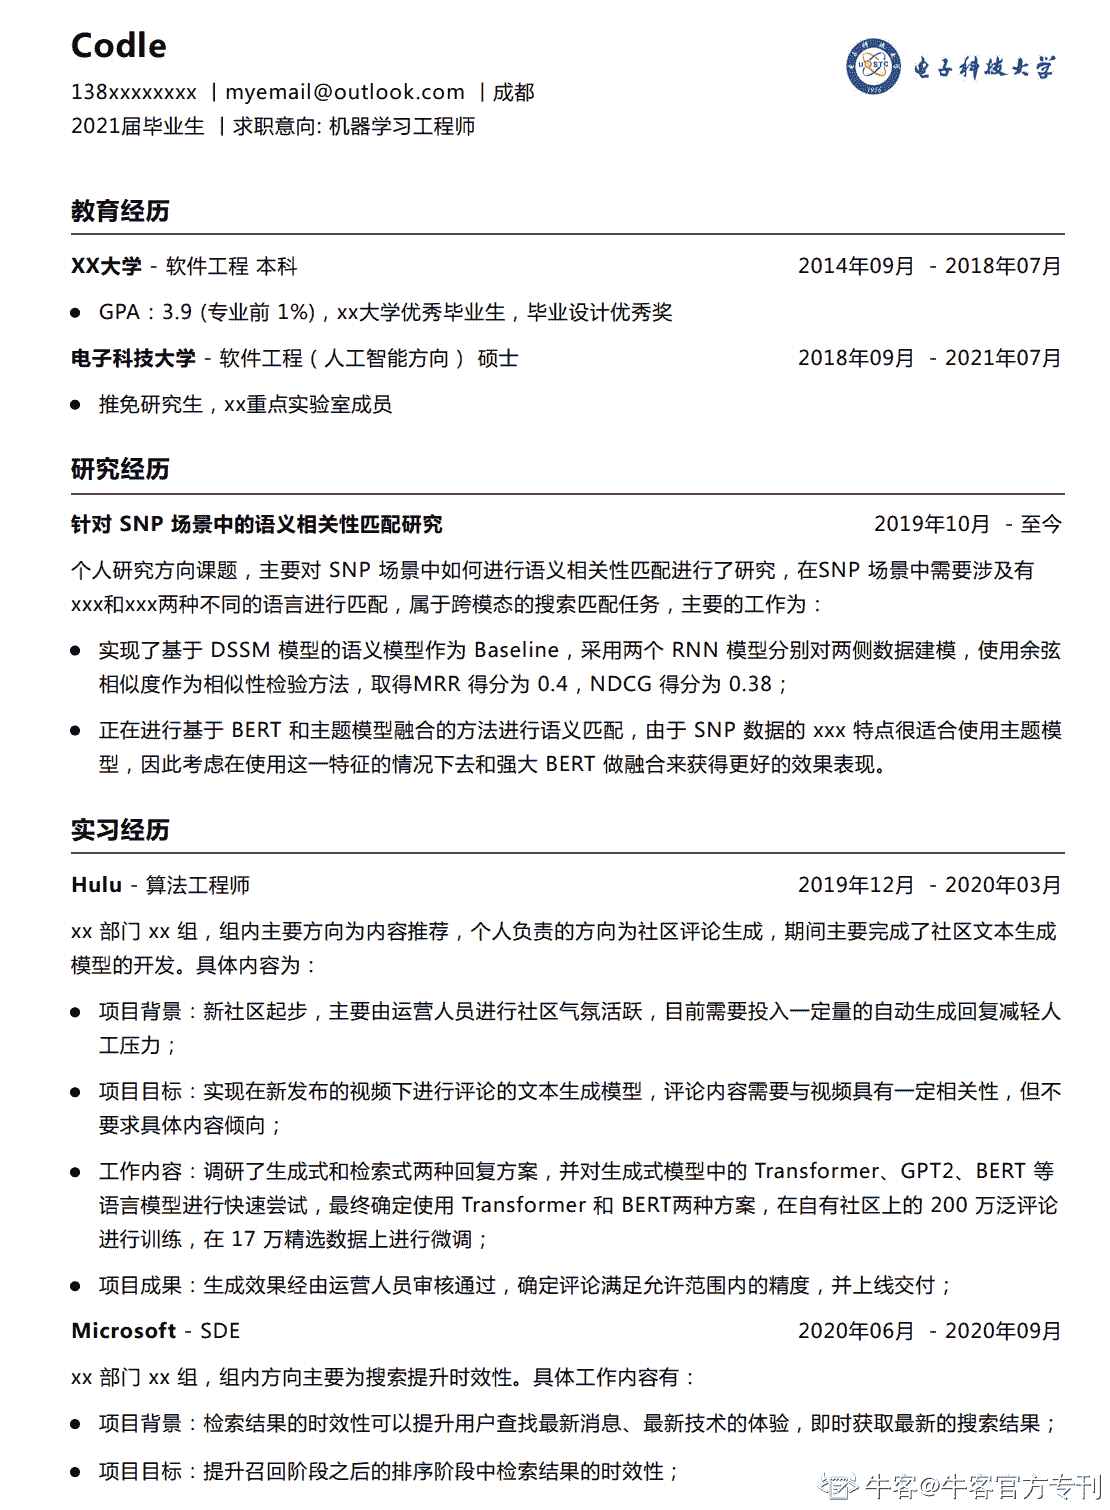 Codle
电子科技大学
138xxxxxxxx | myemail@outlook.com | 成都
2021届毕业生 | 求职意向: 机器学习工程师
教育经历
XX大学 - 软件工程 本科 2014年09月 - 2018年07月
● GPA：3.9 (专业前 1%)，xx大学优秀毕业生，毕业设计优秀奖
电子科技大学 - 软件工程（人工智能方向） 硕士 2018年09月 - 2021年07月
● 推免研究生，xx重点实验室成员
研究经历
针对 SNP 场景中的语义相关性匹配研究 2019年10月 - 至今
个人研究方向课题，主要对 SNP 场景中如何进行语义相关性匹配进行了研究，在SNP 场景中需要涉及有
xxx和xxx两种不同的语言进行匹配，属于跨模态的搜索匹配任务，主要的工作为：
● 实现了基于 DSSM 模型的语义模型作为 Baseline，采用两个 RNN 模型分别对两侧数据建模，使用余弦
相似度作为相似性检验方法，取得MRR 得分为 0.4，NDCG 得分为 0.38；
● 正在进行基于 BERT 和主题模型融合的方法进行语义匹配，由于 SNP 数据的 xxx 特点很适合使用主题模
型，因此考虑在使用这一特征的情况下去和强大 BERT 做融合来获得更好的效果表现。
实习经历
Hulu - 算法工程师 2019年12月 - 2020年03月
xx 部门 xx 组，组内主要方向为内容推荐，个人负责的方向为社区评论生成，期间主要完成了社区文本生成
模型的开发。具体内容为：
● 项目背景：新社区起步，主要由运营人员进行社区气氛活跃，目前需要投入一定量的自动生成回复减轻人
工压力；
● 项目目标：实现在新发布的视频下进行评论的文本生成模型，评论内容需要与视频具有一定相关性，但不
要求具体内容倾向；
● 工作内容：调研了生成式和检索式两种回复方案，并对生成式模型中的 Transformer、GPT2、BERT 等
语言模型进行快速尝试，最终确定使用 Transformer 和 BERT两种方案，在自有社区上的 200 万泛评论
进行训练，在 17 万精选数据上进行微调；
● 项目成果：生成效果经由运营人员审核通过，确定评论满足允许范围内的精度，并上线交付；
Microsoft - SDE 2020年06月 - 2020年09月
xx 部门 xx 组，组内方向主要为搜索提升时效性。具体工作内容有：
● 项目背景：检索结果的时效性可以提升用户查找最新消息、最新技术的体验，即时获取最新的搜索结果；
● 项目目标：提升召回阶段之后的排序阶段中检索结果的时效性；
牛客@牛客官方专刊